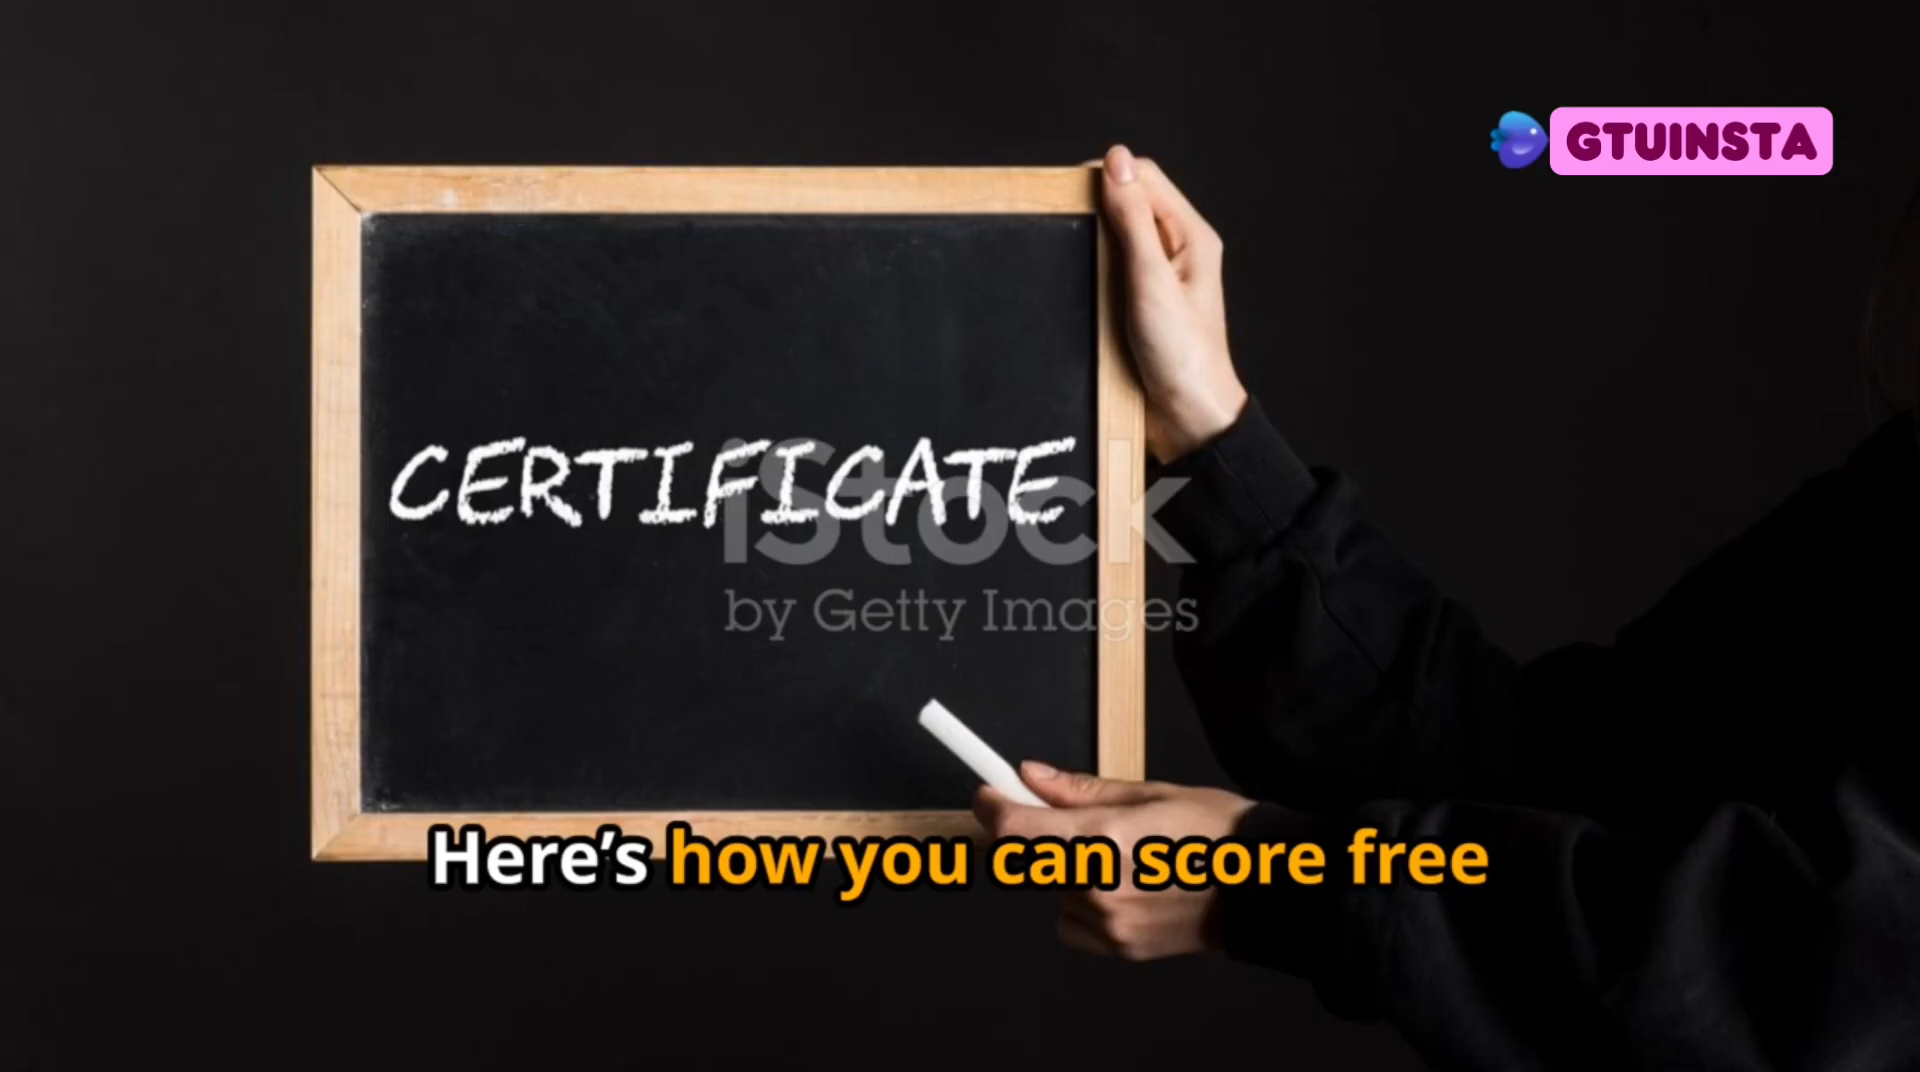 GTUINSTA
CERTIFICATE
iStock
by Getty Images
Here's how you can score free